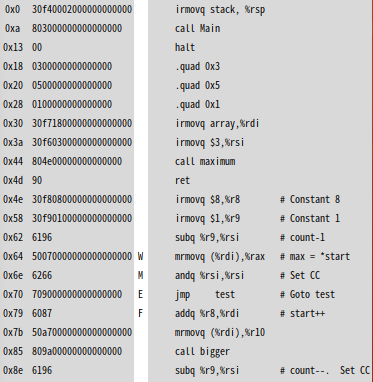 0x0 30f40002000000000000 irmovq stack, %rsp
0xa 803000000000000000 call Main
0x13 00 halt
0x18 0300000000000000 .quad 0x3
0x20 0500000000000000 .quad 0x5
0x28 0100000000000000 .quad 0x1
0x30 30f71800000000000000 irmovq array,%rdi
0x3a 30f60300000000000000 irmovq $3,%rsi
0x44 804e00000000000000 call maximum
0x4d 90 ret
0x4e 30f80800000000000000 irmovq $8,%r8 # Constant 8
0x58 30f90100000000000000 irmovq $1,%r9 # Constant 1
0x62 6196 subq %r9,%rsi # count-1
0x64 50070000000000000000 W mrmovq (%rdi),%rax # max = *start
0x6e 6266 M andq %rsi,%rsi # Set CC
0x70 709000000000000000 E jmp test # Goto test
0x79 6087 F addq %r8,%rdi # start++
0x7b 50a70000000000000000 mrmovq (%rdi),%r10
0x85 809a00000000000000 call bigger
0x8e 6196 subq %r9,%rsi # count--. Set CC